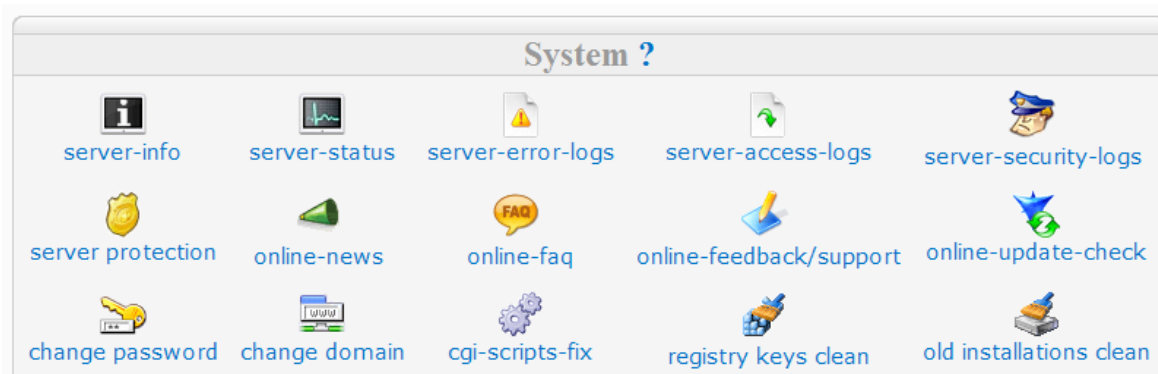 System ?
server-info server-status server-error-logs server-access-logs server-security-logs
FAQ
server protection online-news online-faq online-feedback/support online-update-check
** www
change password change domain cgi-scripts-fix registry keys clean old installations clean